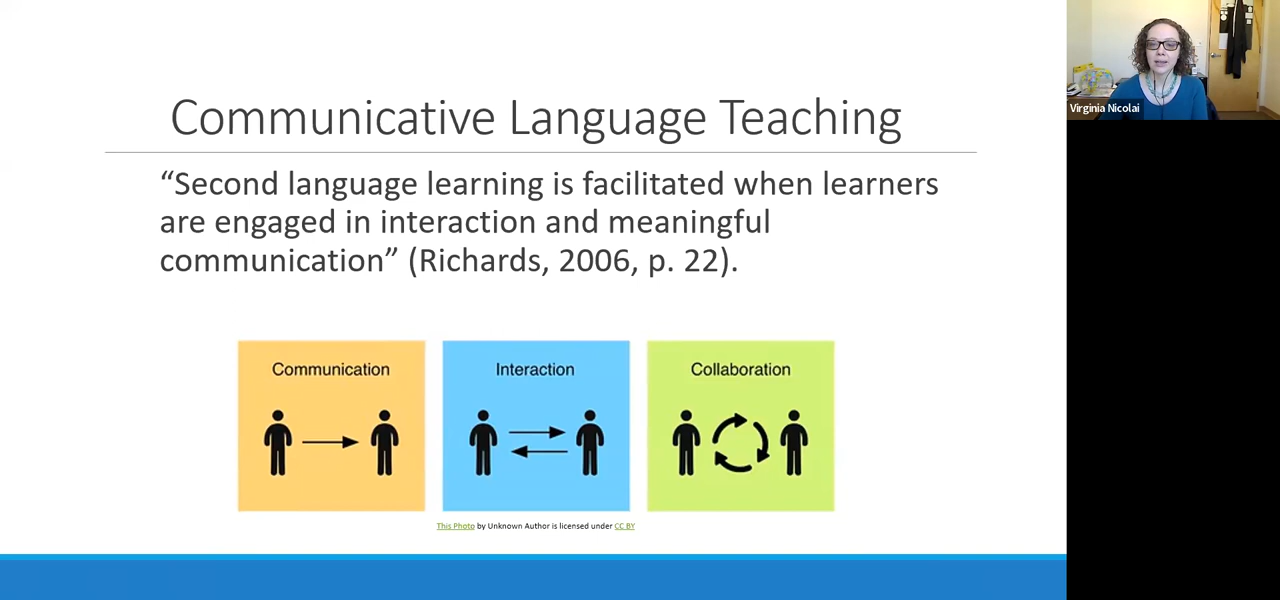 Communicative Language Teaching
“Second language learning is facilitated when learners
are engaged in interaction and meaningful
communication” (Richards, 2006, p. 22).
Communication
Interaction
Collaboration
This Photo by Unknown Author is licensed under CC BY
Virginia Nicolai